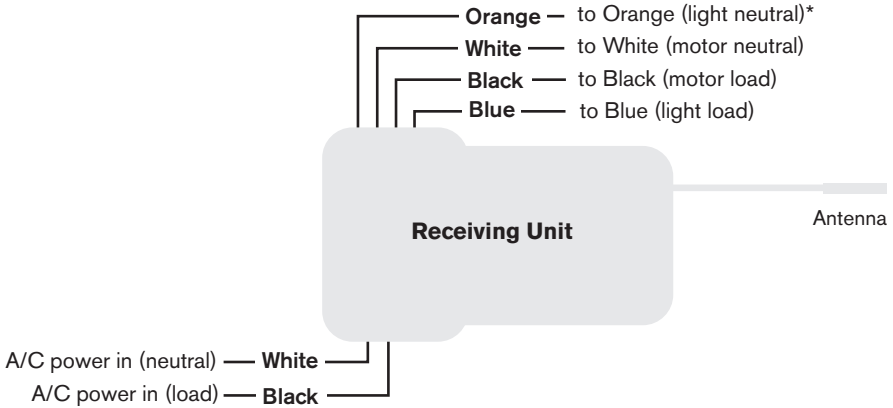 Orange to Orange (light neutral)*
White to White (motor neutral)
Black to Black (motor load)
Blue to Blue (light load)
Receiving Unit
Antenna
A/C power in (neutral) White
A/C power in (load) Black